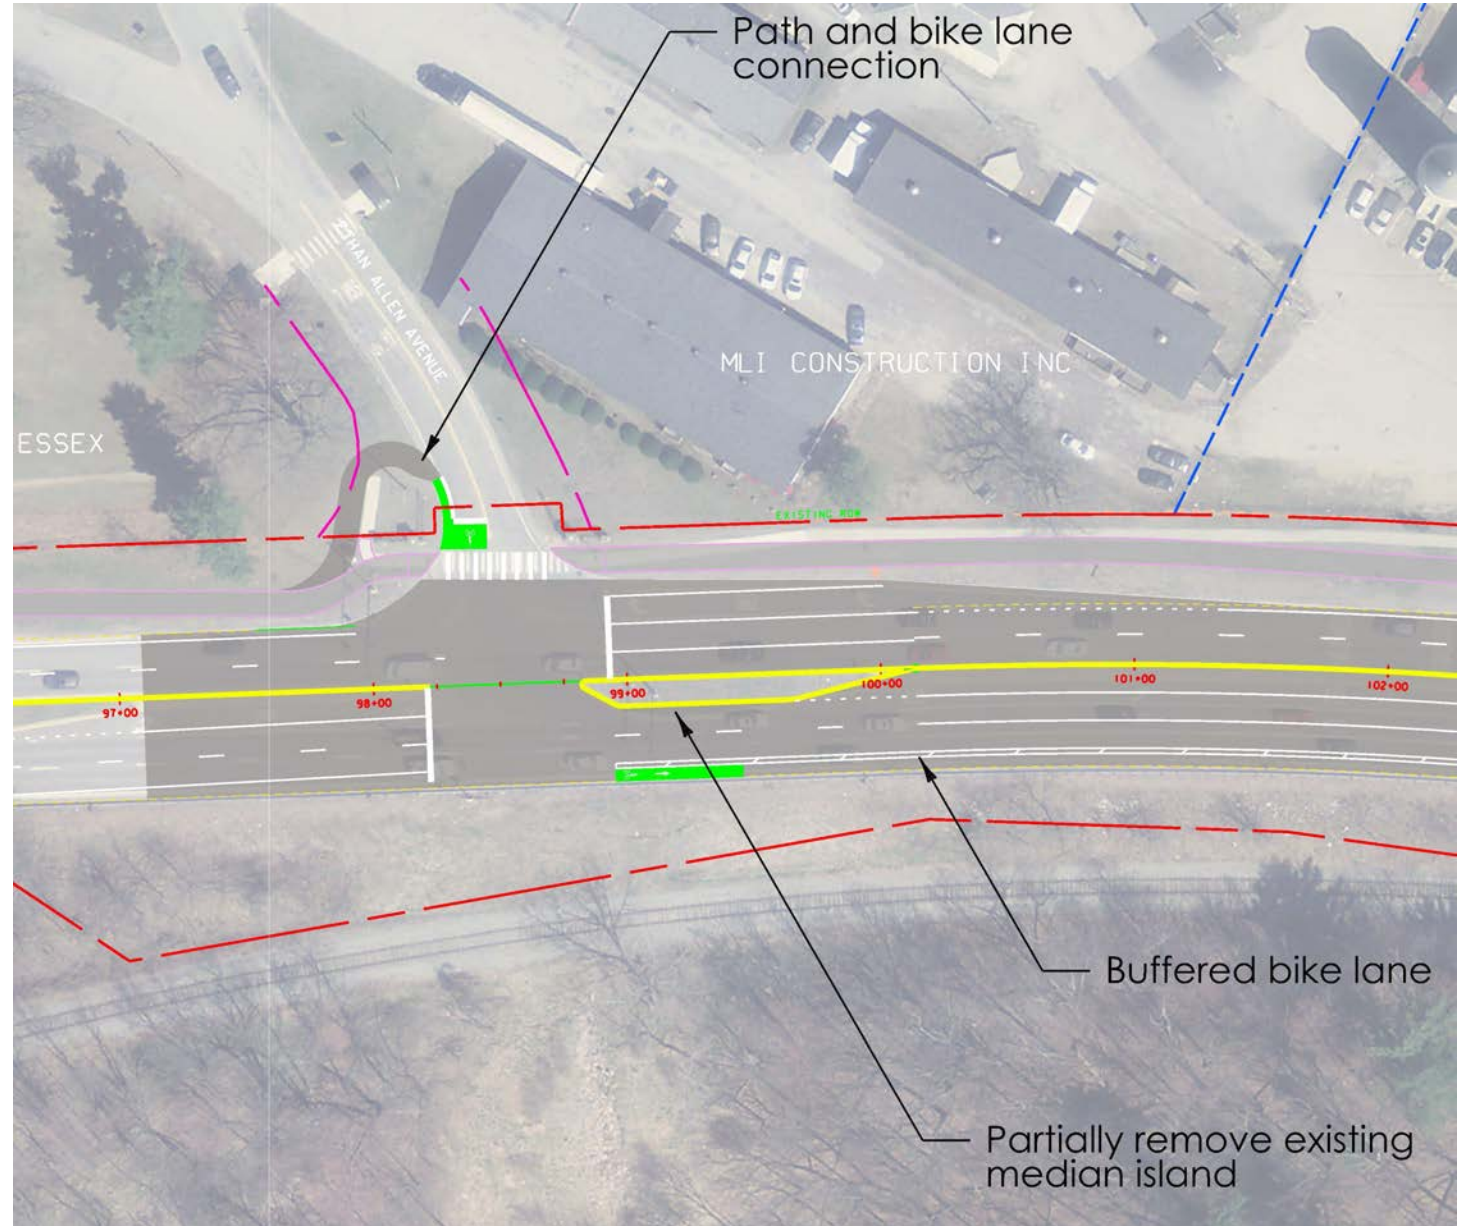 Path and bike lane
connection
ETHAN ALLEN AVENUE
MLI CONSTRUCTION INC
ESSEX
EXISTING ROW
97+00
98+00
99+00
100+00
101+00
102+00
Buffered bike lane
Partially remove existing
median island